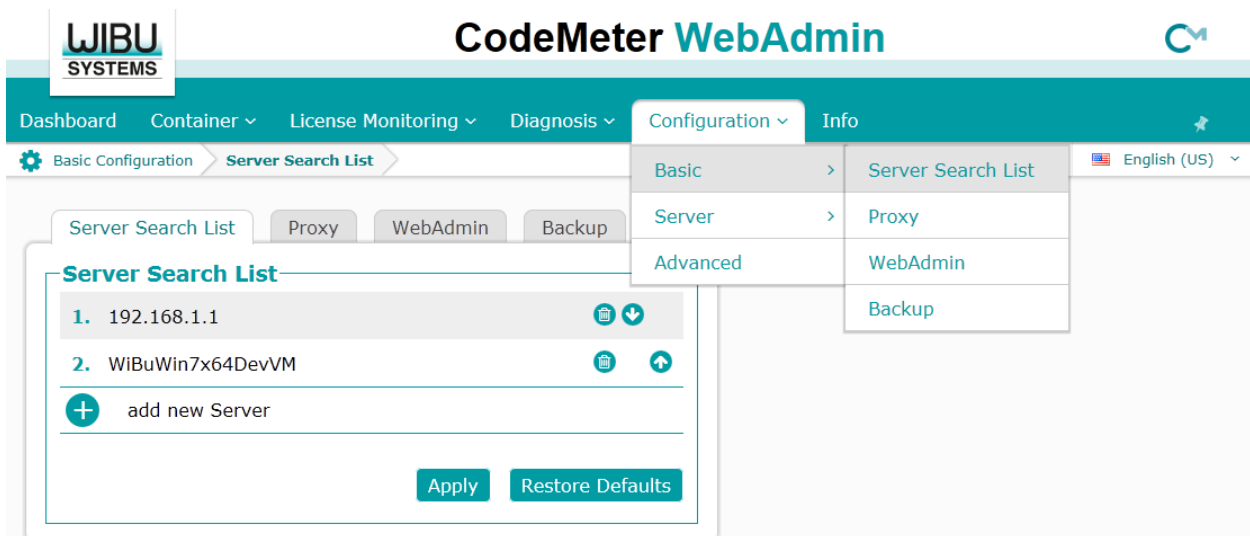 WIBU
SYSTEMS
CodeMeter WebAdmin
Dashboard Container License Monitoring Diagnosis Configuration Info
Basic Configuration Server Search List
English (US)
Basic
Server
Advanced
Server Search List
Proxy
WebAdmin
Backup
Server Search List Proxy WebAdmin Backup
Server Search List
1. 192.168.1.1
2. WiBuWin7x64DevVM
add new Server
Apply Restore Defaults